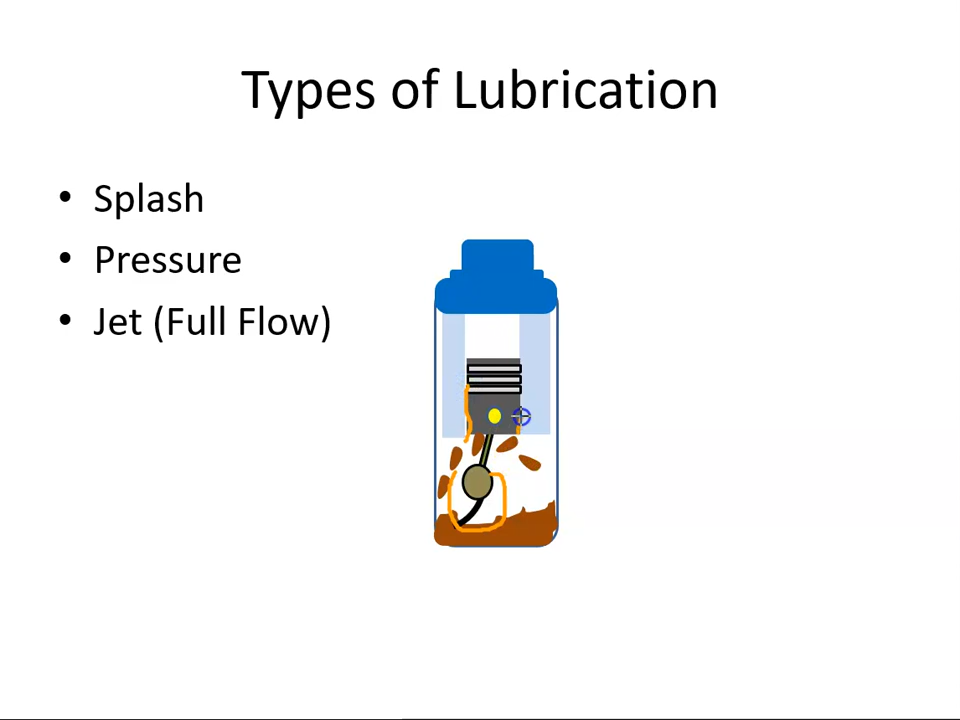 Types of Lubrication
• Splash
• Pressure
• Jet (Full Flow)